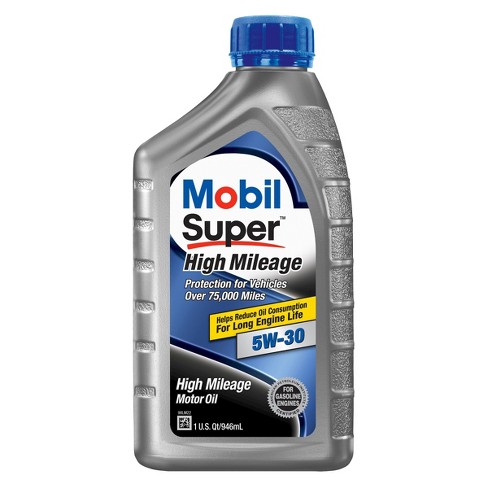 Mobil
Super™
High Mileage
Protection for Vehicles
Over 75,000 Miles
Helps Reduce Oil Consumption
For Long Engine Life
5W-30
High Mileage
Motor Oil
FOR
GASOLINE
ENGINES
1 U.S. Qt/946mL